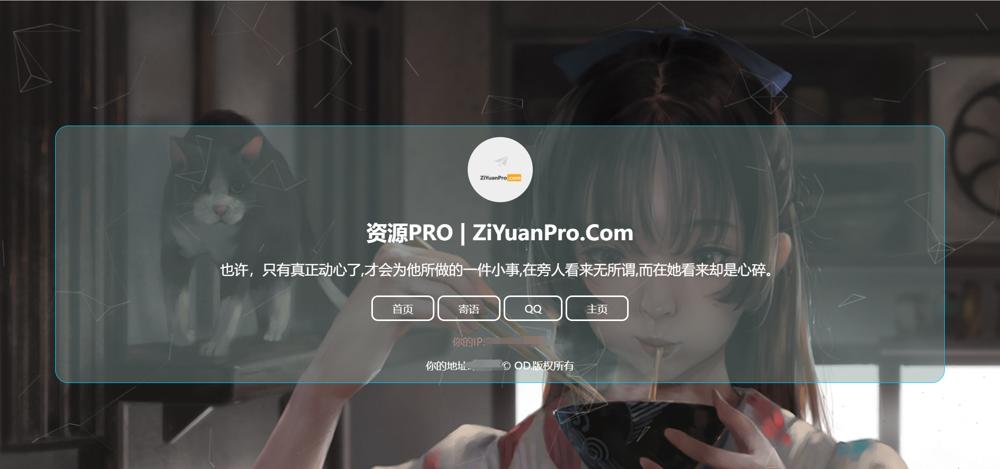 ZiYuanPro.com
资源PRO | ZiYuanPro.Com
也许，只有真正动心了,才会为他所做的一件小事,在旁人看来无所谓,而在她看来却是心碎。
首页 寄语 QQ 主页
你的IP:
你的地址: © OD.版权所有